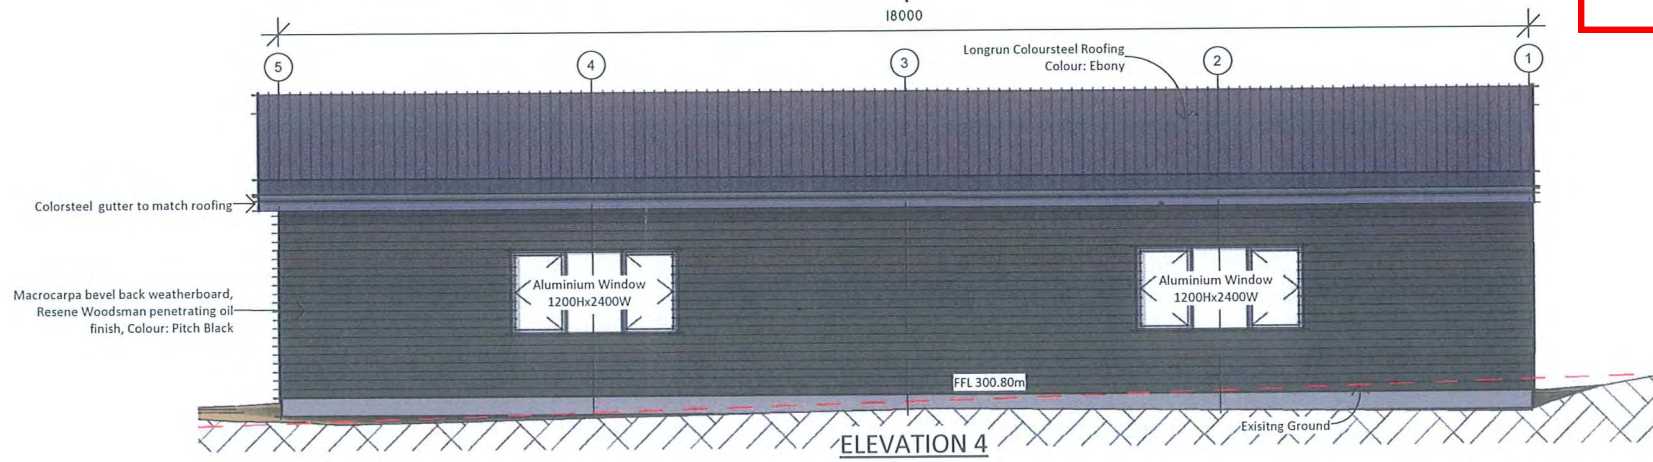 18000
5
4
3
2
1
Longrun Coloursteel Roofing
Colour: Ebony
Colorsteel gutter to match roofing
Macrocarpa bevel back weatherboard,
Resene Woodsman penetrating oil
finish, Colour: Pitch Black
Aluminium Window
1200Hx2400W
Aluminium Window
1200Hx2400W
FFL 300.80m
Exisitng Ground
ELEVATION 4